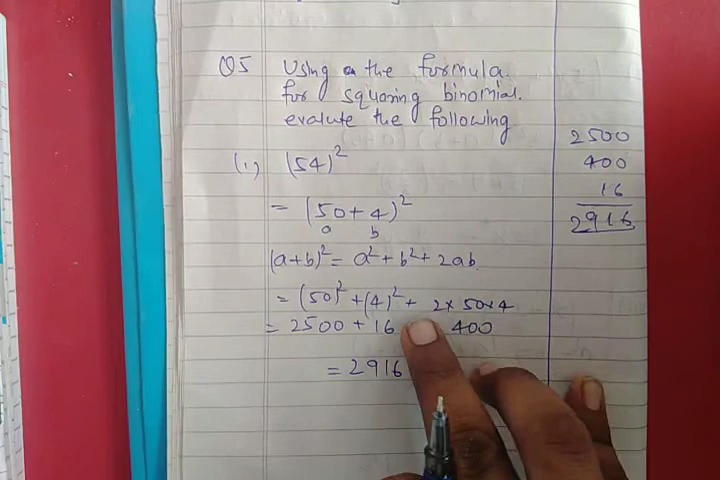 Q5 Using the formula.
for squaring binomial.
evalute the following
(i) (54)²
= (50+4)²
a b
(a+b)² = a² + b² + 2ab.
= (50)² + (4)² + 2×50×4
= 2500 + 16 400
= 2916
2500
400
16
2916